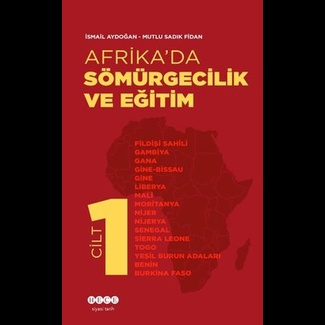 İSMAİL AYDOĞAN - MUTLU SADIK FİDAN
AFRİKA'DA
SÖMÜRGECİLİK
VE EĞİTİM
CİLT
1
FİLDİŞİ SAHİLİ
GAMBİYA
GANA
GİNE-BİSSAU
GİNE
LİBERYA
MALİ
MORİTANYA
NİJER
NİJERYA
SENEGAL
SİERRA LEONE
TOGO
YEŞİL BURUN ADALARI
BENİN
BURKİNA FASO
HECE
siyasi tarih